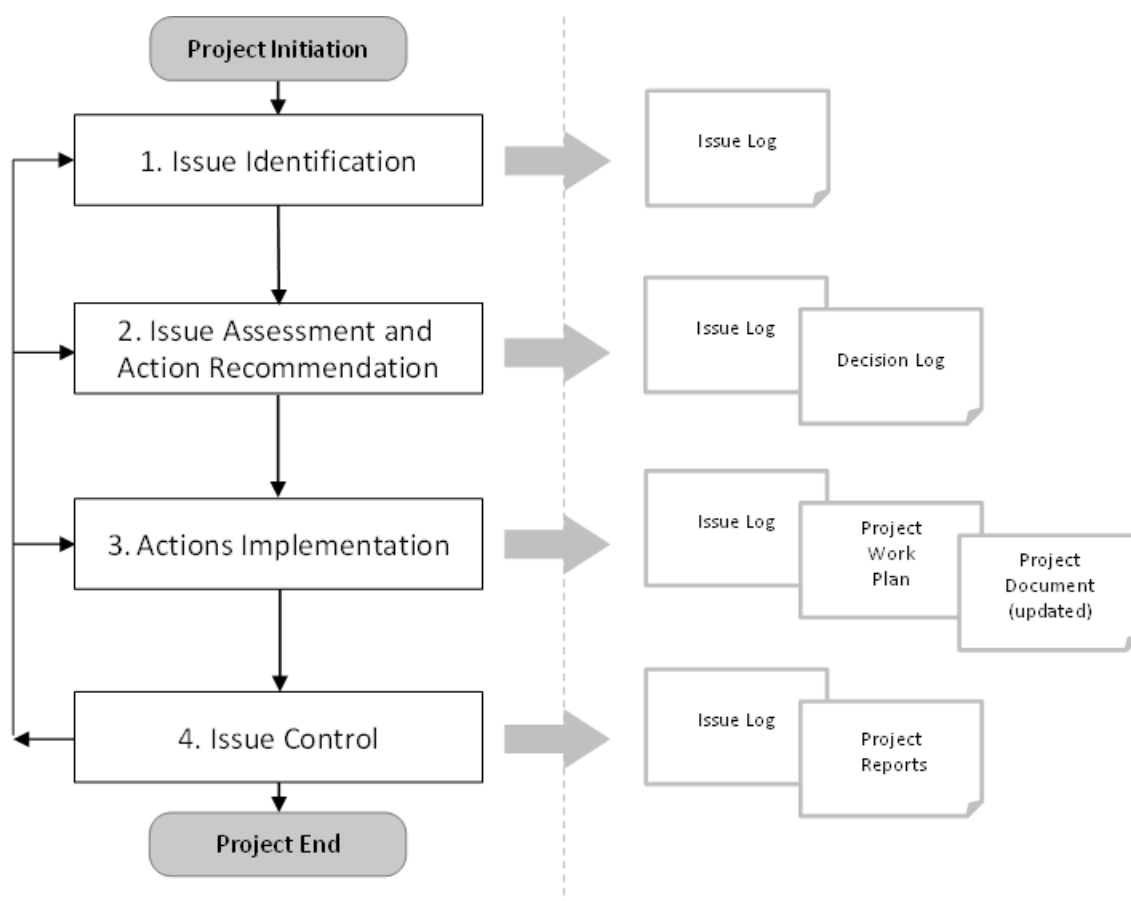 Project Initiation
1. Issue Identification
Issue Log
2. Issue Assessment and
Action Recommendation
Issue Log
Decision Log
3. Actions Implementation
Issue Log
Project
Work
Plan
Project
Document
(updated)
4. Issue Control
Issue Log
Project
Reports
Project End